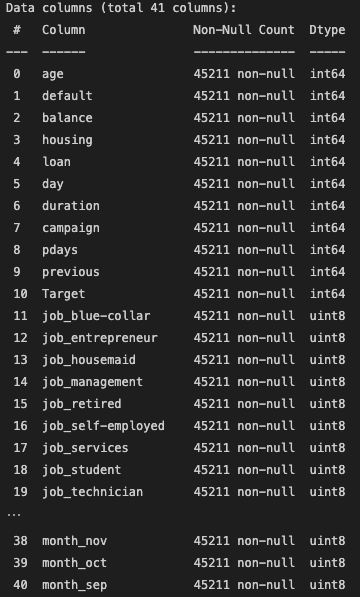 Data columns (total 41 columns):
 #   Column             Non-Null Count  Dtype
---  ------             --------------  -----
 0   age                45211 non-null  int64
 1   default            45211 non-null  int64
 2   balance            45211 non-null  int64
 3   housing            45211 non-null  int64
 4   loan               45211 non-null  int64
 5   day                45211 non-null  int64
 6   duration           45211 non-null  int64
 7   campaign           45211 non-null  int64
 8   pdays              45211 non-null  int64
 9   previous           45211 non-null  int64
 10  Target             45211 non-null  int64
 11  job_blue-collar    45211 non-null  uint8
 12  job_entrepreneur   45211 non-null  uint8
 13  job_housemaid      45211 non-null  uint8
 14  job_management     45211 non-null  uint8
 15  job_retired        45211 non-null  uint8
 16  job_self-employed  45211 non-null  uint8
 17  job_services       45211 non-null  uint8
 18  job_student        45211 non-null  uint8
 19  job_technician     45211 non-null  uint8
...
 38  month_nov          45211 non-null  uint8
 39  month_oct          45211 non-null  uint8
 40  month_sep          45211 non-null  uint8